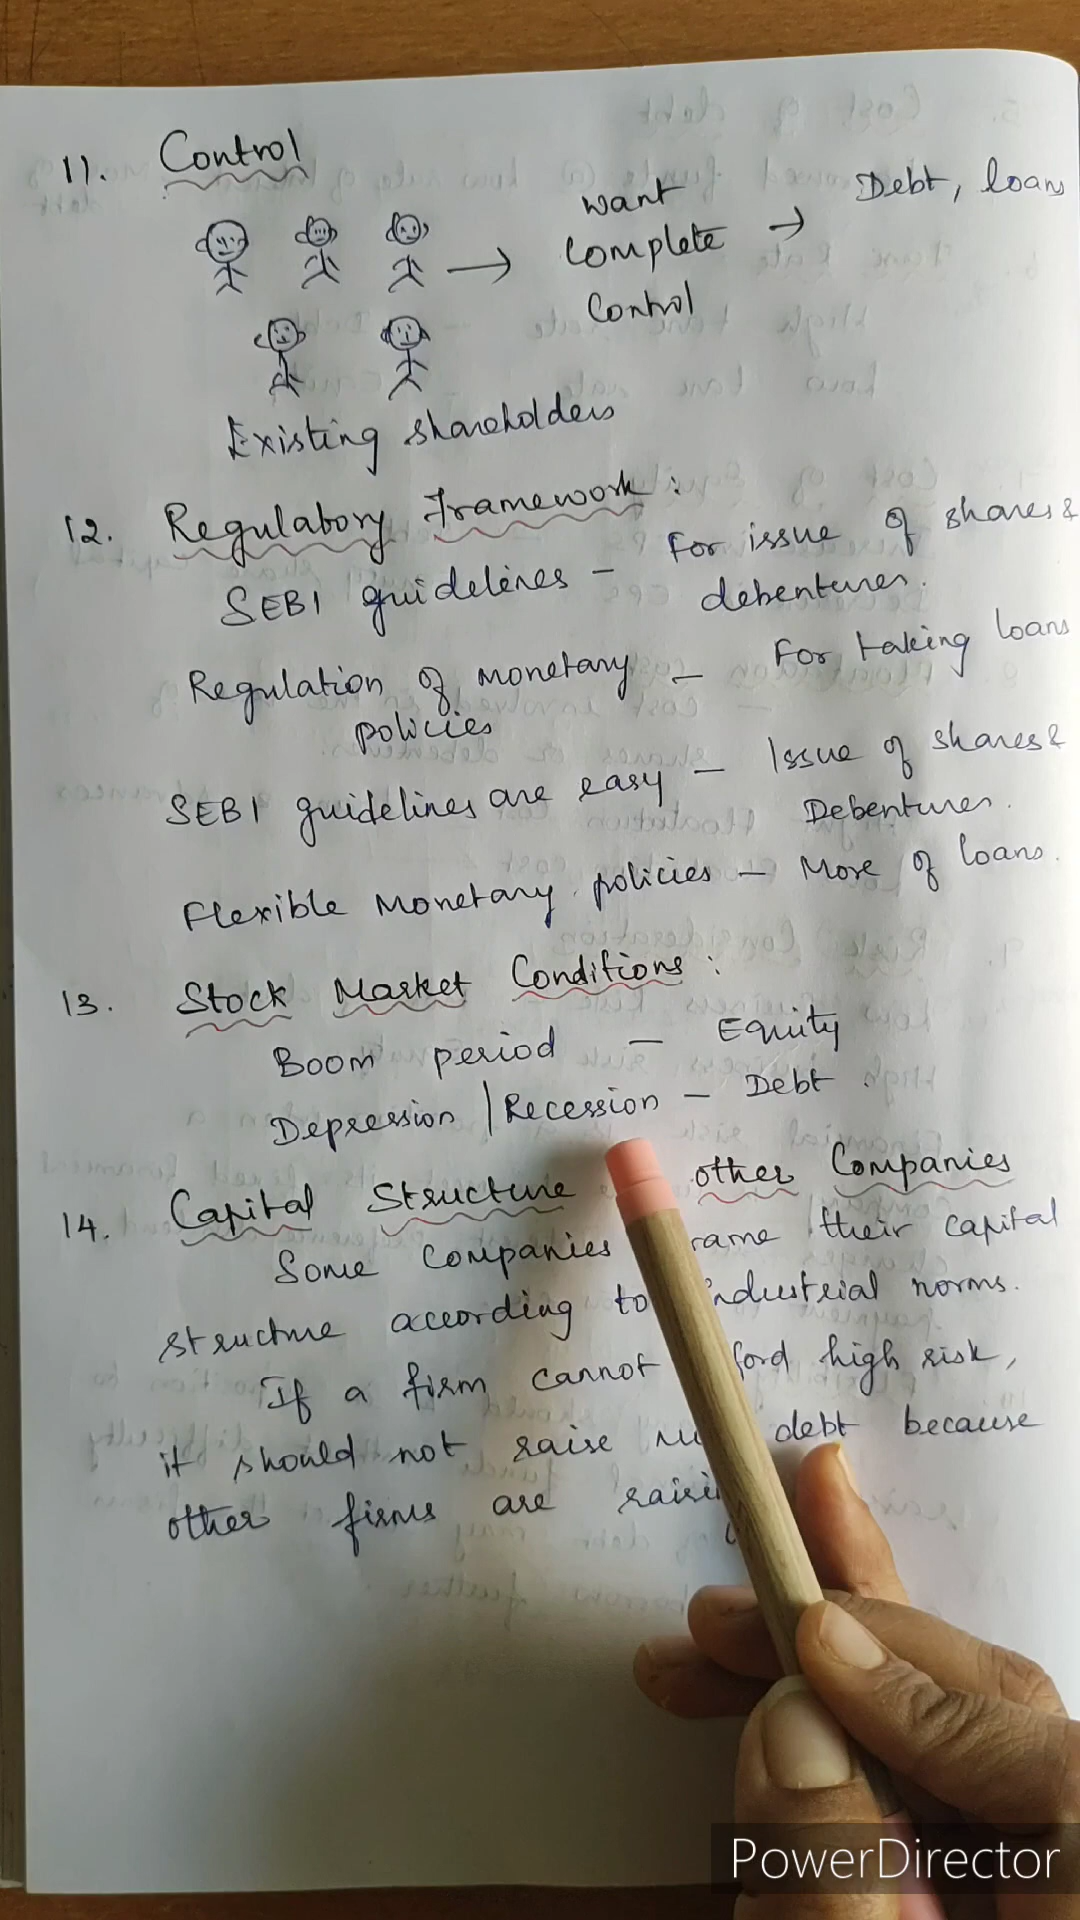 11. Control
want complete control → Debt, loans
Existing shareholders
12. Regulatory Framework:
SEBI guidelines – For issue of shares &
debentures.
Regulation of monetary – For taking loans
policies
SEBI guidelines are easy – Issue of shares &
Debentures.
Flexible Monetary policies – More of loans.
13. Stock Market Conditions:
Boom period – Equity
Depression | Recession – Debt.
14. Capital Structure other Companies
Some companies their capital
structure according to industrial norms.
If a firm cannot high risk,
it should not raise debt because
other firms are
PowerDirector